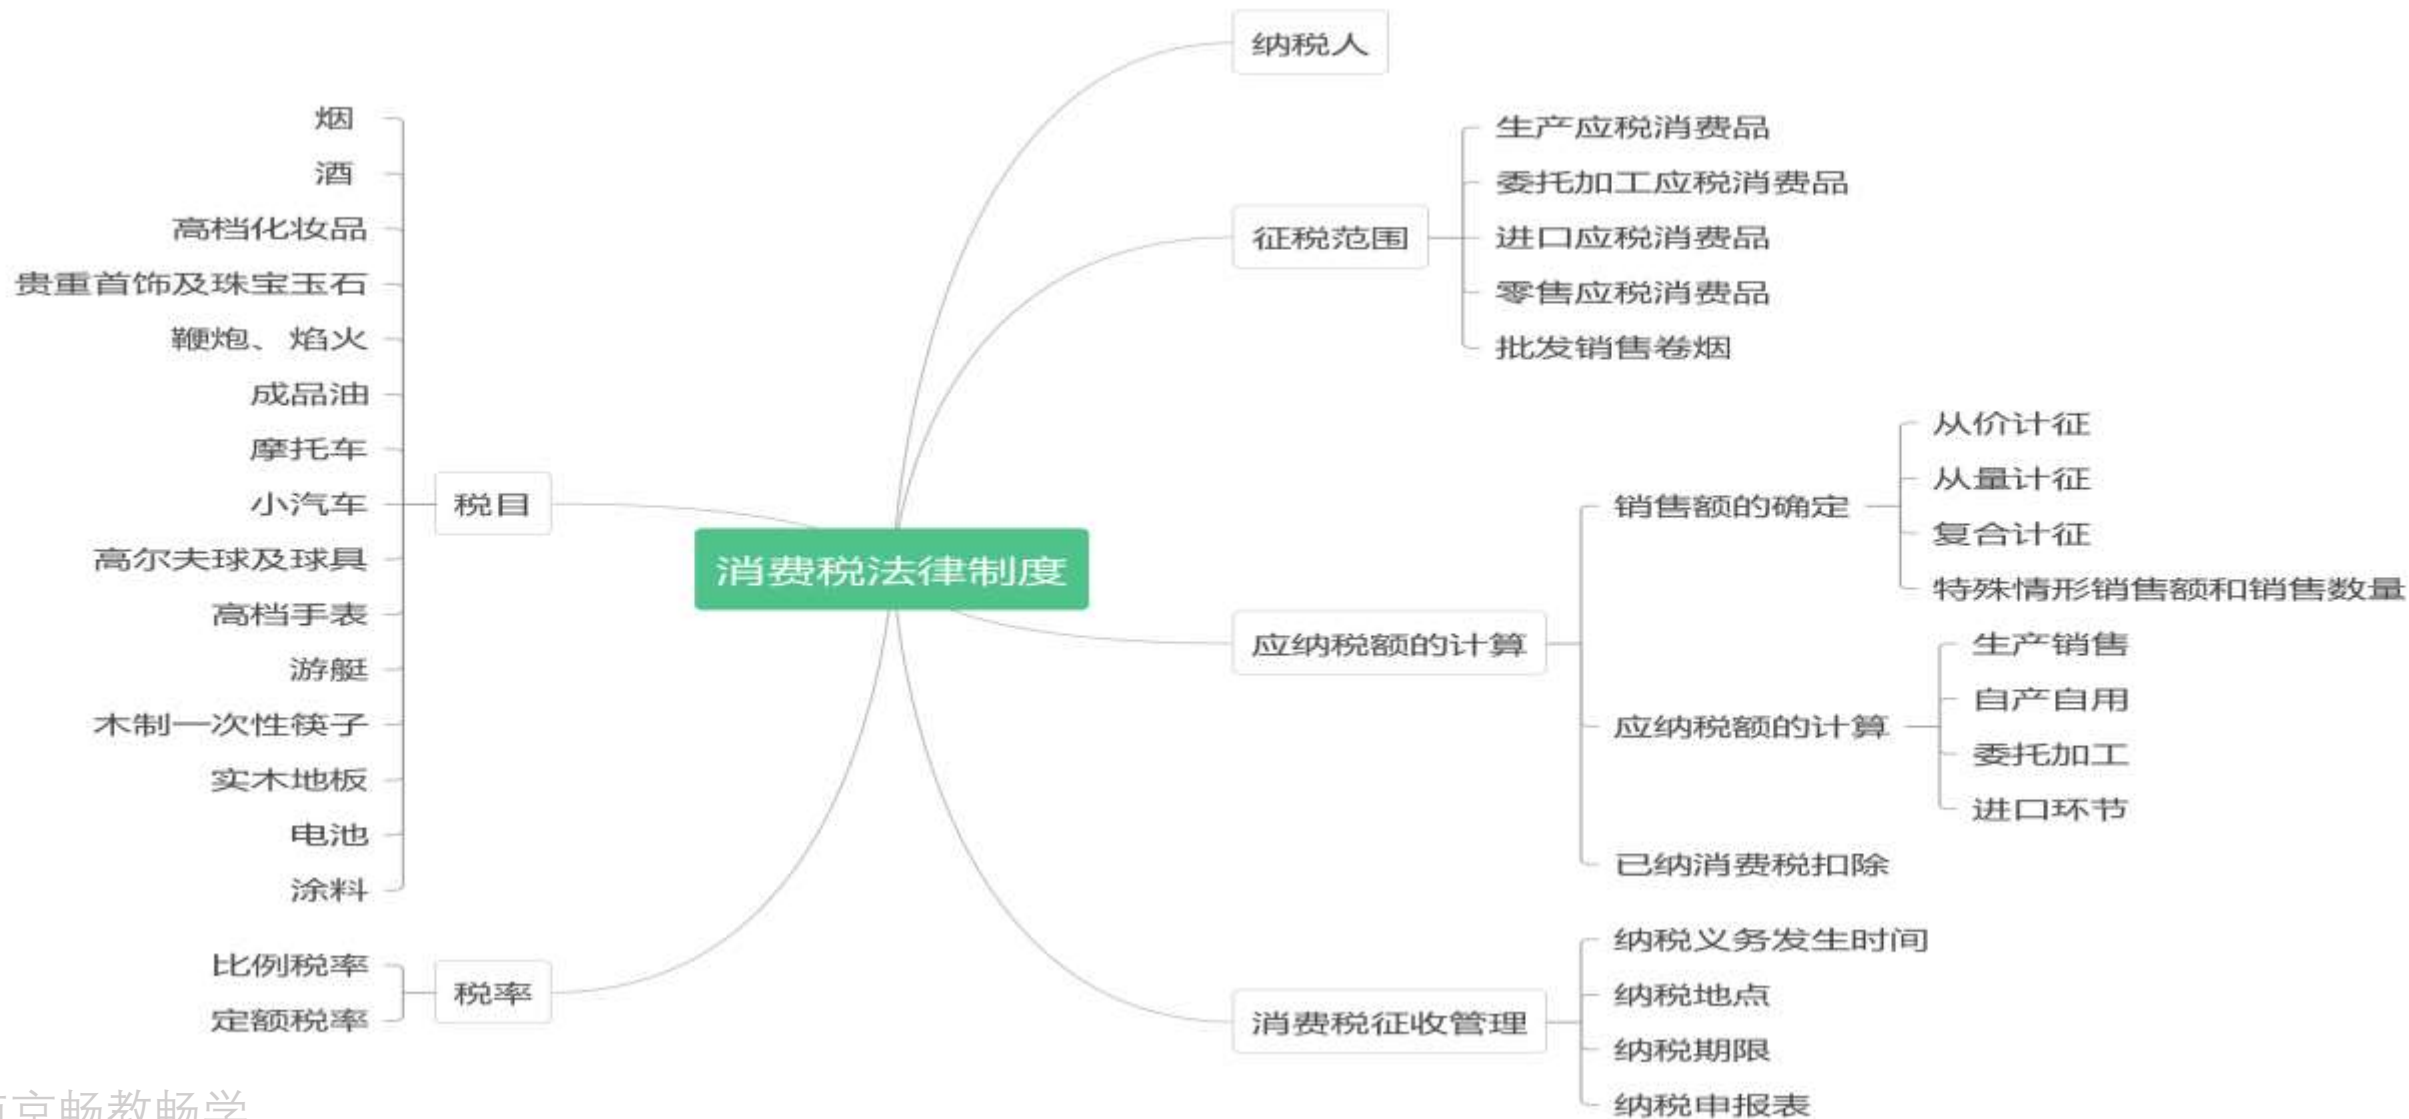 消费税法律制度
纳税人
征税范围
生产应税消费品
委托加工应税消费品
进口应税消费品
零售应税消费品
批发销售卷烟
应纳税额的计算
销售额的确定
从价计征
从量计征
复合计征
特殊情形销售额和销售数量
应纳税额的计算
生产销售
自产自用
委托加工
进口环节
已纳消费税扣除
消费税征收管理
纳税义务发生时间
纳税地点
纳税期限
纳税申报表
税目
烟
酒
高档化妆品
贵重首饰及珠宝玉石
鞭炮、焰火
成品油
摩托车
小汽车
高尔夫球及球具
高档手表
游艇
木制一次性筷子
实木地板
电池
涂料
税率
比例税率
定额税率
京畅教畅学